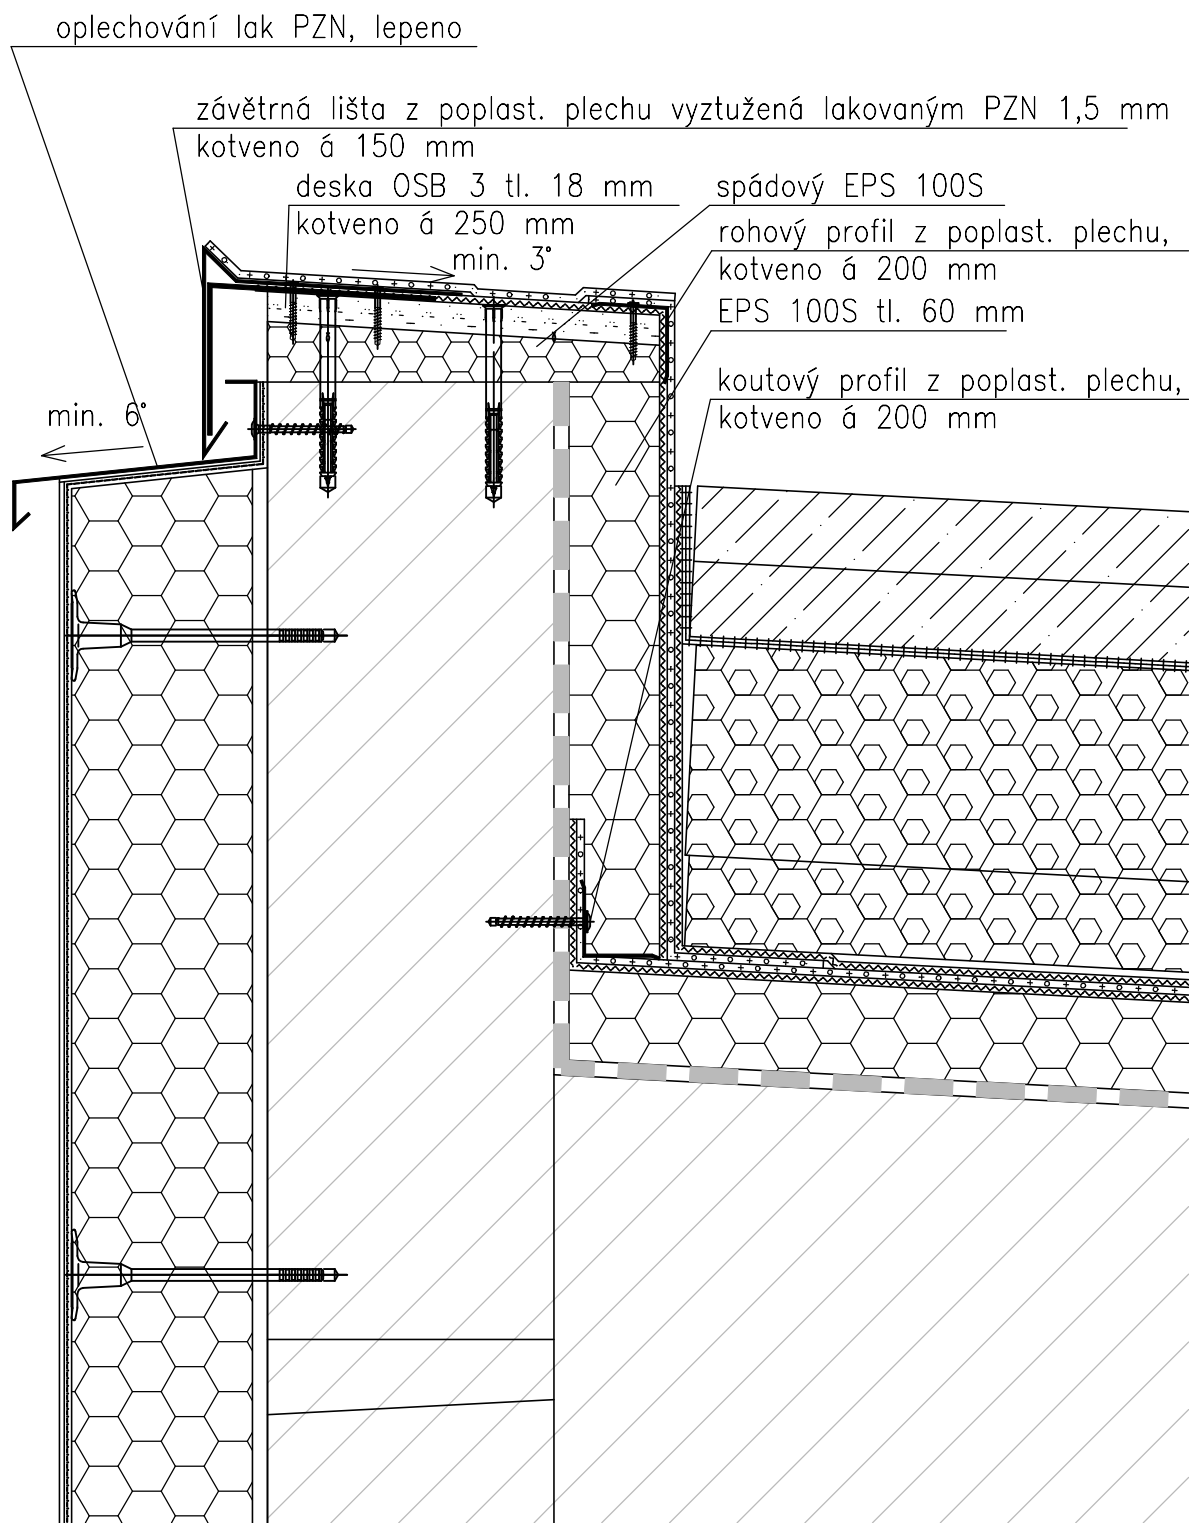 oplechování lak PZN, lepeno
závětrná lišta z poplast. plechu vyztužená lakovaným PZN 1,5 mm
kotveno á 150 mm
deska OSB 3 tl. 18 mm
kotveno á 250 mm
spádový EPS 100S
rohový profil z poplast. plechu,
kotveno á 200 mm
min. 3°
EPS 100S tl. 60 mm
koutový profil z poplast. plechu,
kotveno á 200 mm
min. 6°